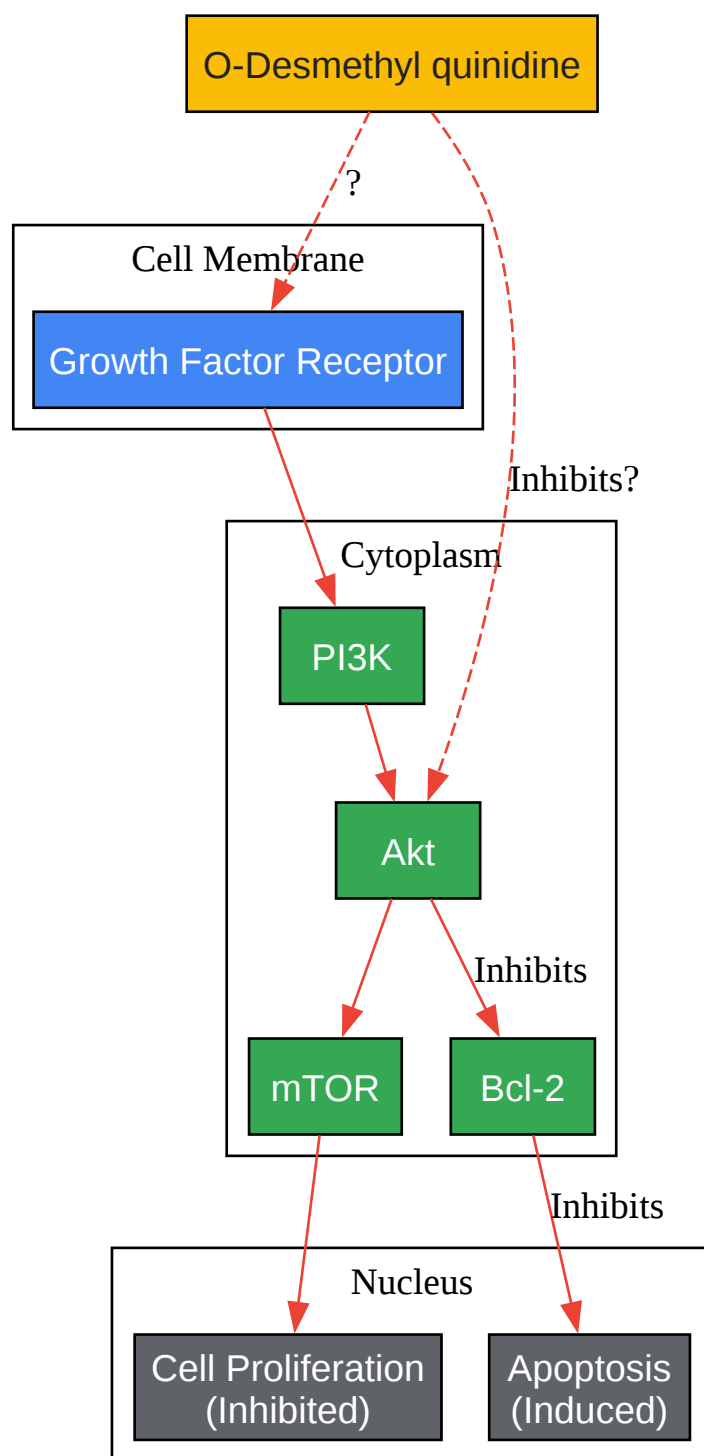 O-Desmethyl quinidine
?
Cell Membrane
Growth Factor Receptor
Inhibits?
Cytoplasm
PI3K
Akt
Inhibits
mTOR
Bcl-2
Inhibits
Nucleus
Cell Proliferation
(Inhibited)
Apoptosis
(Induced)